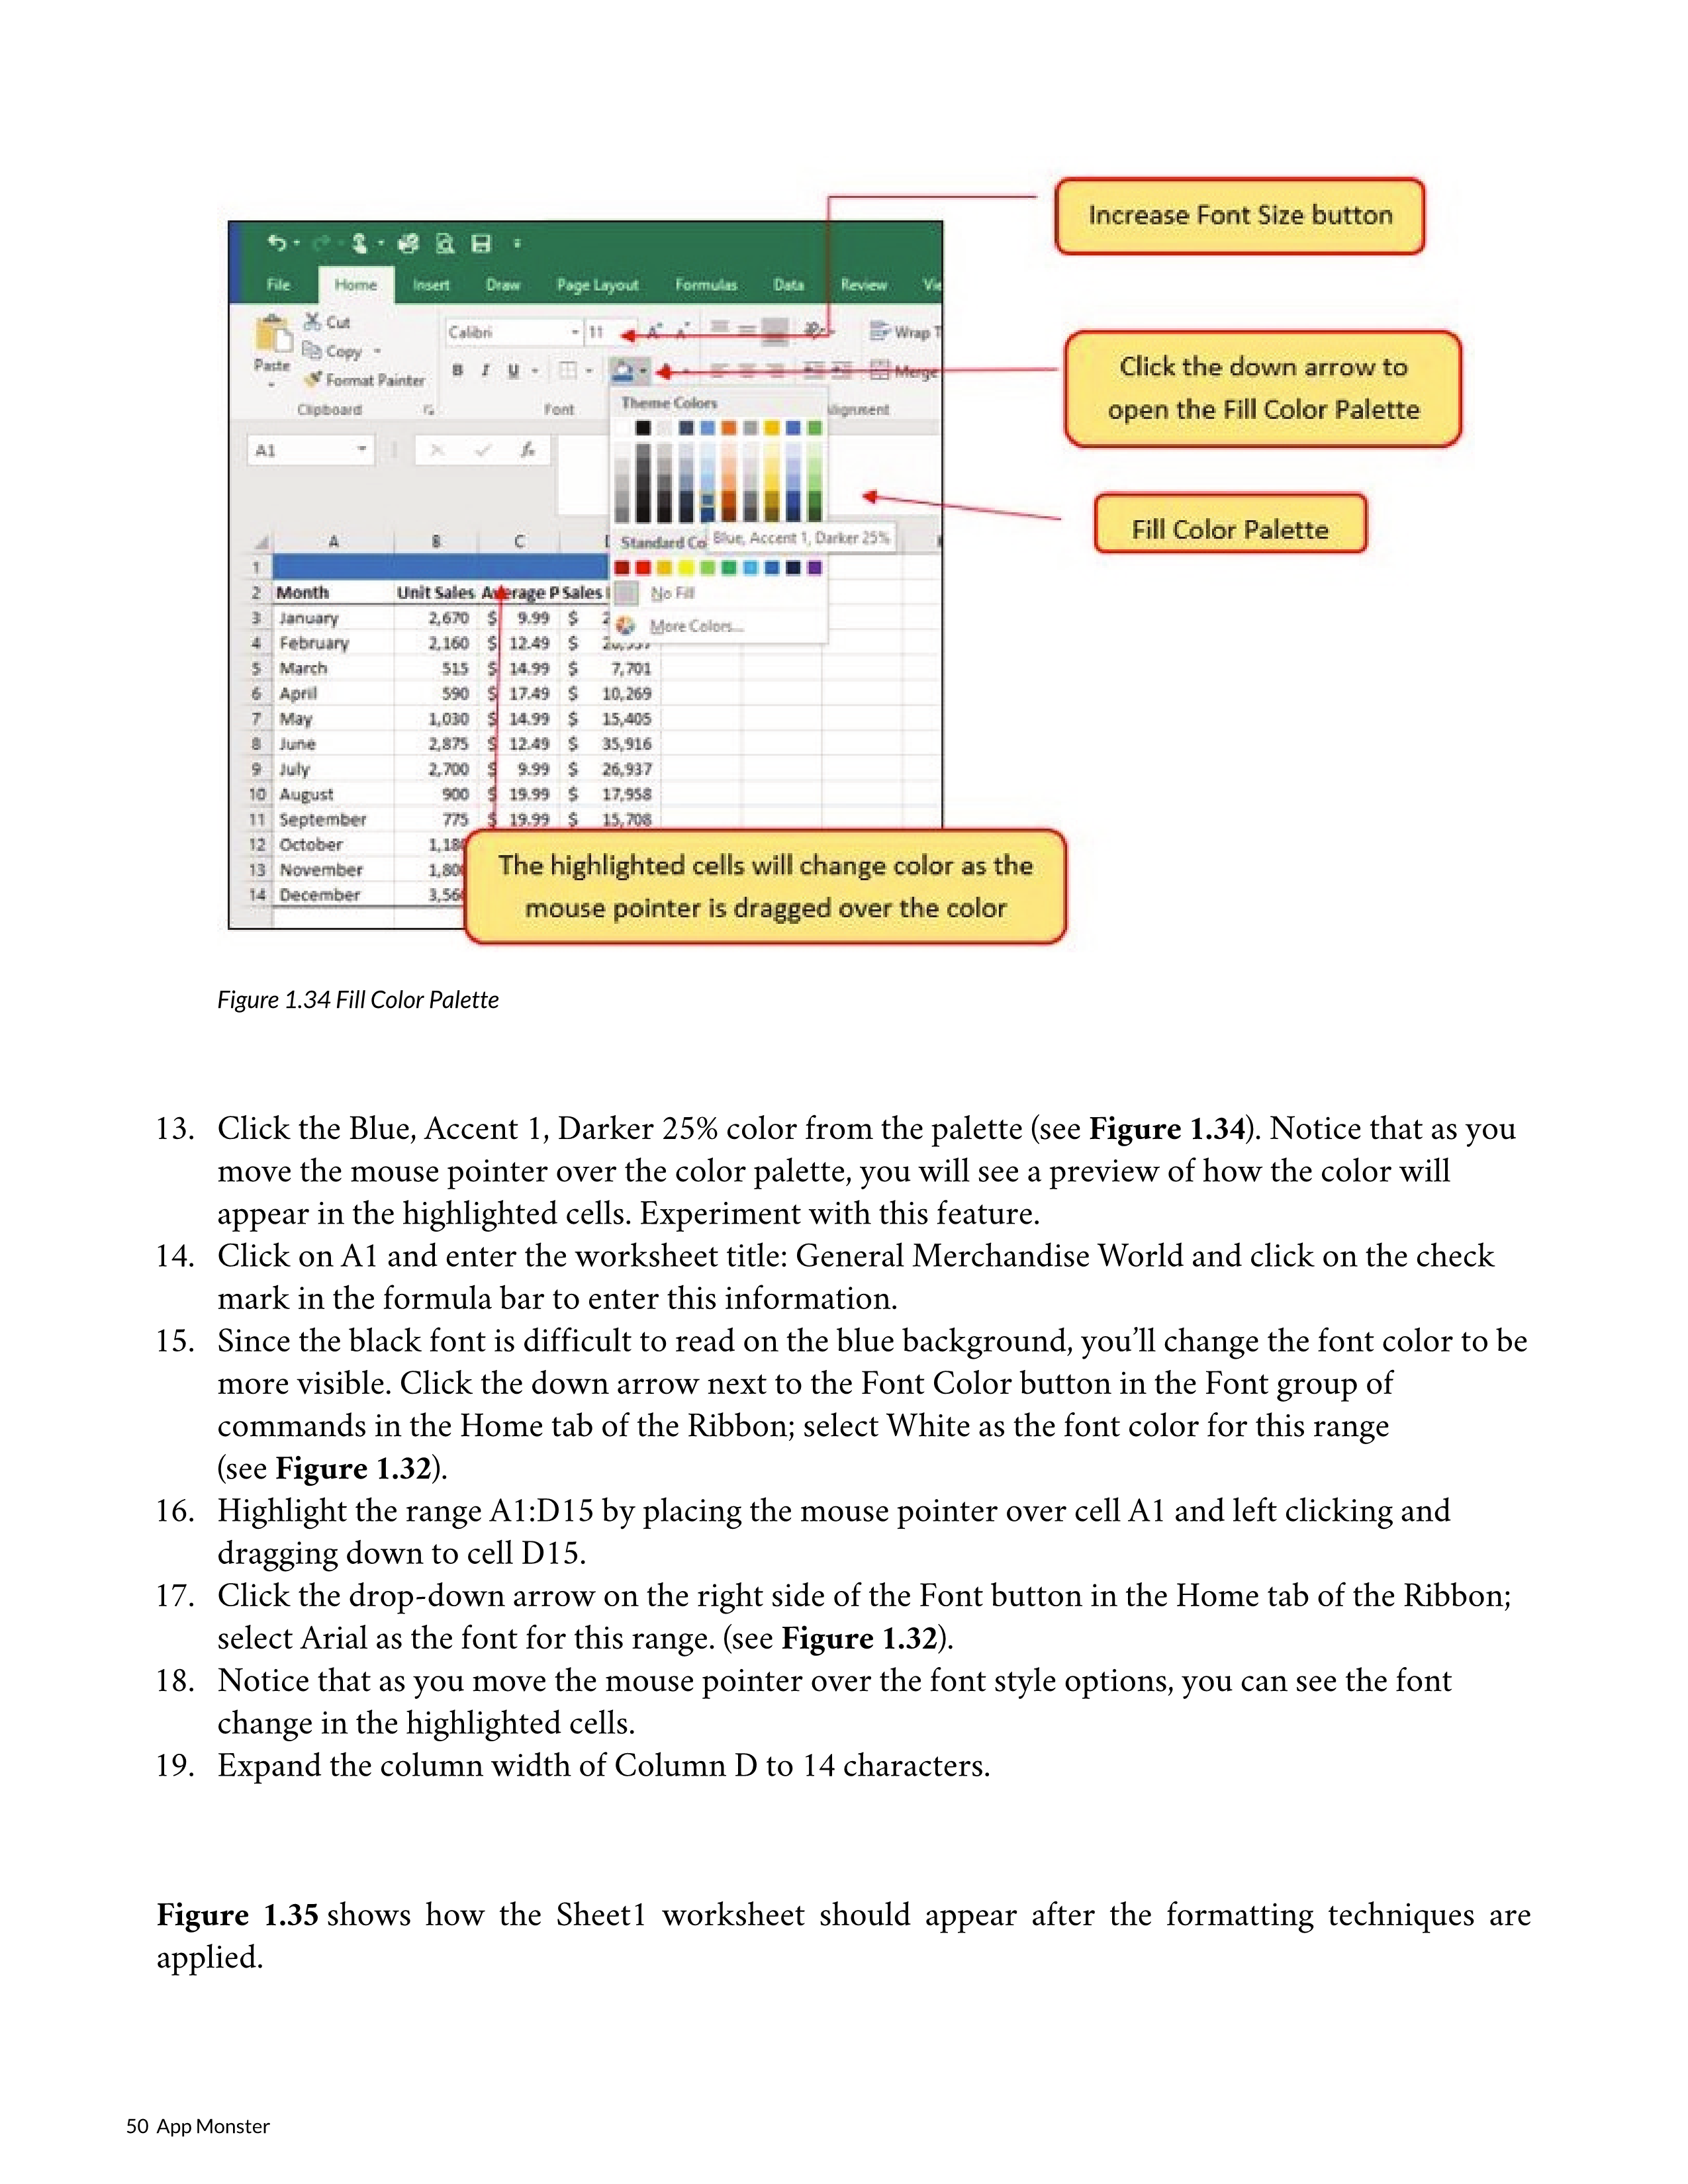 Increase Font Size button
File Home Insert Draw Page Layout Formulas Data Review
Cut
Calibri 11
Wrap
Click the down arrow to
open the Fill Color Palette
Copy
Paste
Format Painter
B I U
Merge
Clipboard Font
Theme Colors
A1
Fill Color Palette
Blue, Accent 1, Darker 25%
A B C
1
2 Month Unit Sales Average P Sales
No Fill
More Colors...
3 January 2,670 $ 9.99 $
4 February 2,160 $ 12.49 $
5 March 515 $ 14.99 $ 7,701
6 April 590 $ 17.49 $ 10,269
7 May 1,030 $ 14.99 $ 15,405
8 June 2,875 $ 12.49 $ 35,916
9 July 2,700 $ 9.99 $ 26,937
10 August 900 $ 19.99 $ 17,958
11 September 775 $ 19.99 $ 15,708
12 October
13 November
14 December
The highlighted cells will change color as the
mouse pointer is dragged over the color
Figure 1.34 Fill Color Palette
13. Click the Blue, Accent 1, Darker 25% color from the palette (see Figure 1.34). Notice that as you
move the mouse pointer over the color palette, you will see a preview of how the color will
appear in the highlighted cells. Experiment with this feature.
14. Click on A1 and enter the worksheet title: General Merchandise World and click on the check
mark in the formula bar to enter this information.
15. Since the black font is difficult to read on the blue background, you’ll change the font color to be
more visible. Click the down arrow next to the Font Color button in the Font group of
commands in the Home tab of the Ribbon; select White as the font color for this range
(see Figure 1.32).
16. Highlight the range A1:D15 by placing the mouse pointer over cell A1 and left clicking and
dragging down to cell D15.
17. Click the drop-down arrow on the right side of the Font button in the Home tab of the Ribbon;
select Arial as the font for this range. (see Figure 1.32).
18. Notice that as you move the mouse pointer over the font style options, you can see the font
change in the highlighted cells.
19. Expand the column width of Column D to 14 characters.
Figure 1.35 shows how the Sheet1 worksheet should appear after the formatting techniques are
applied.
50 App Monster